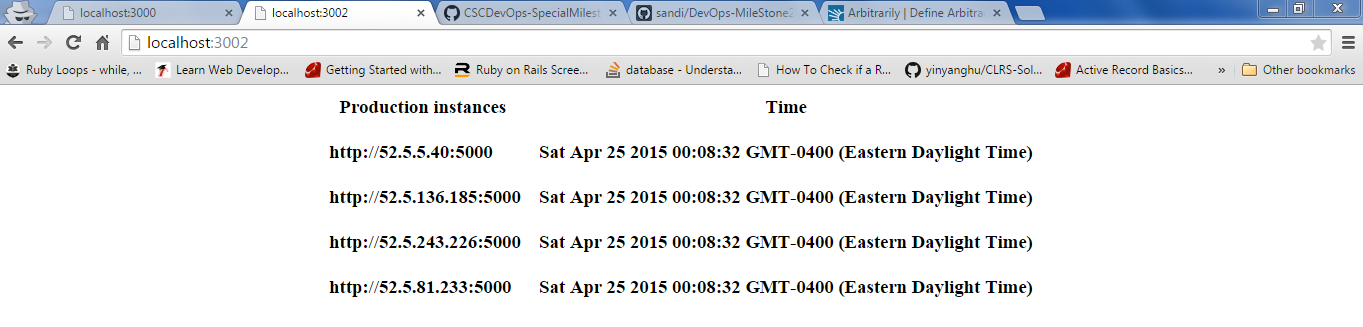 localhost:3000 localhost:3002 CSCDevOps-SpecialMilest sandi/DevOps-MileStone2 Arbitrarily | Define Arbitra
localhost:3002
Ruby Loops - while, ... Learn Web Develop... Getting Started with... Ruby on Rails Scree... database - Understa... How To Check if a R... yinyanghu/CLRS-Sol... Active Record Basics... » Other bookmarks
Production instances Time
http://52.5.5.40:5000 Sat Apr 25 2015 00:08:32 GMT-0400 (Eastern Daylight Time)
http://52.5.136.185:5000 Sat Apr 25 2015 00:08:32 GMT-0400 (Eastern Daylight Time)
http://52.5.243.226:5000 Sat Apr 25 2015 00:08:32 GMT-0400 (Eastern Daylight Time)
http://52.5.81.233:5000 Sat Apr 25 2015 00:08:32 GMT-0400 (Eastern Daylight Time)